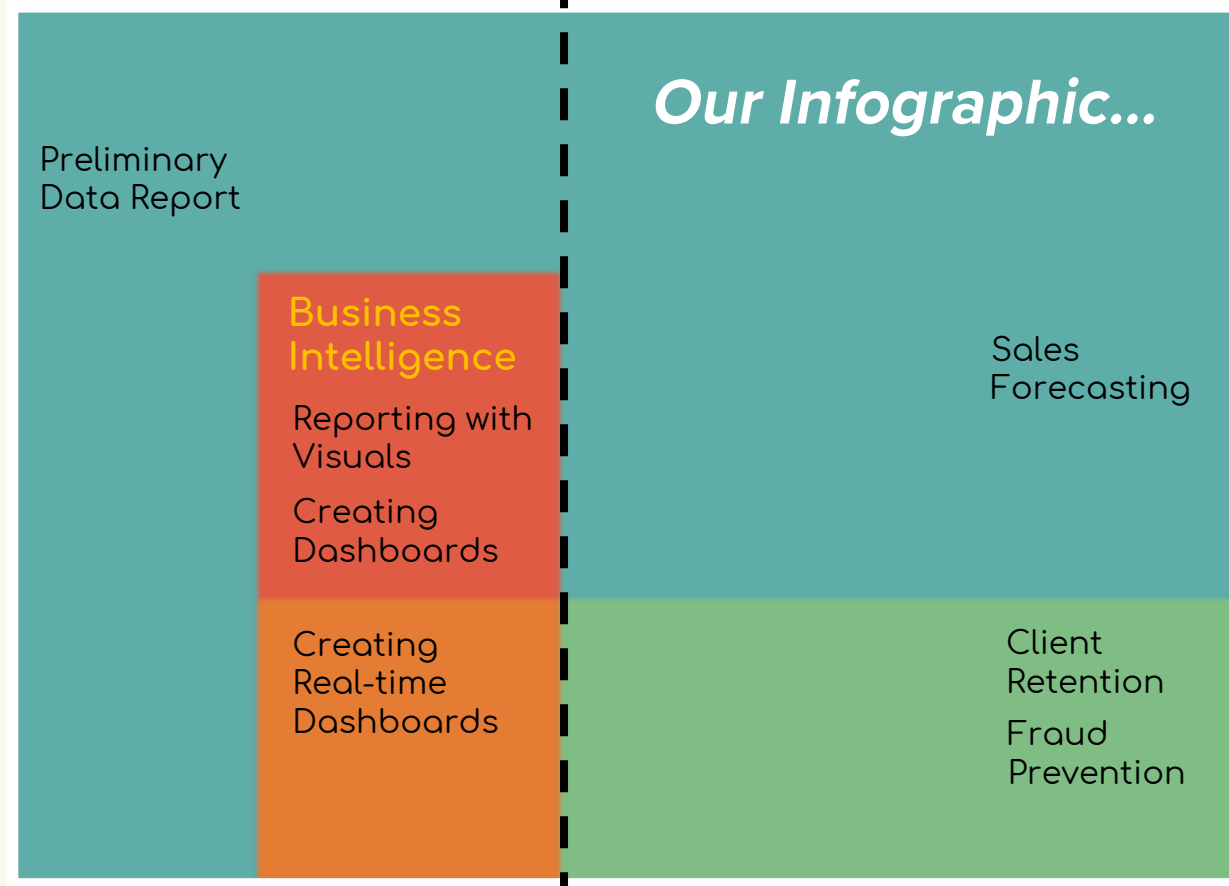 Our Infographic...
Preliminary
Data Report
Business
Intelligence
Reporting with
Visuals
Creating
Dashboards
Creating
Real-time
Dashboards
Sales
Forecasting
Client
Retention
Fraud
Prevention